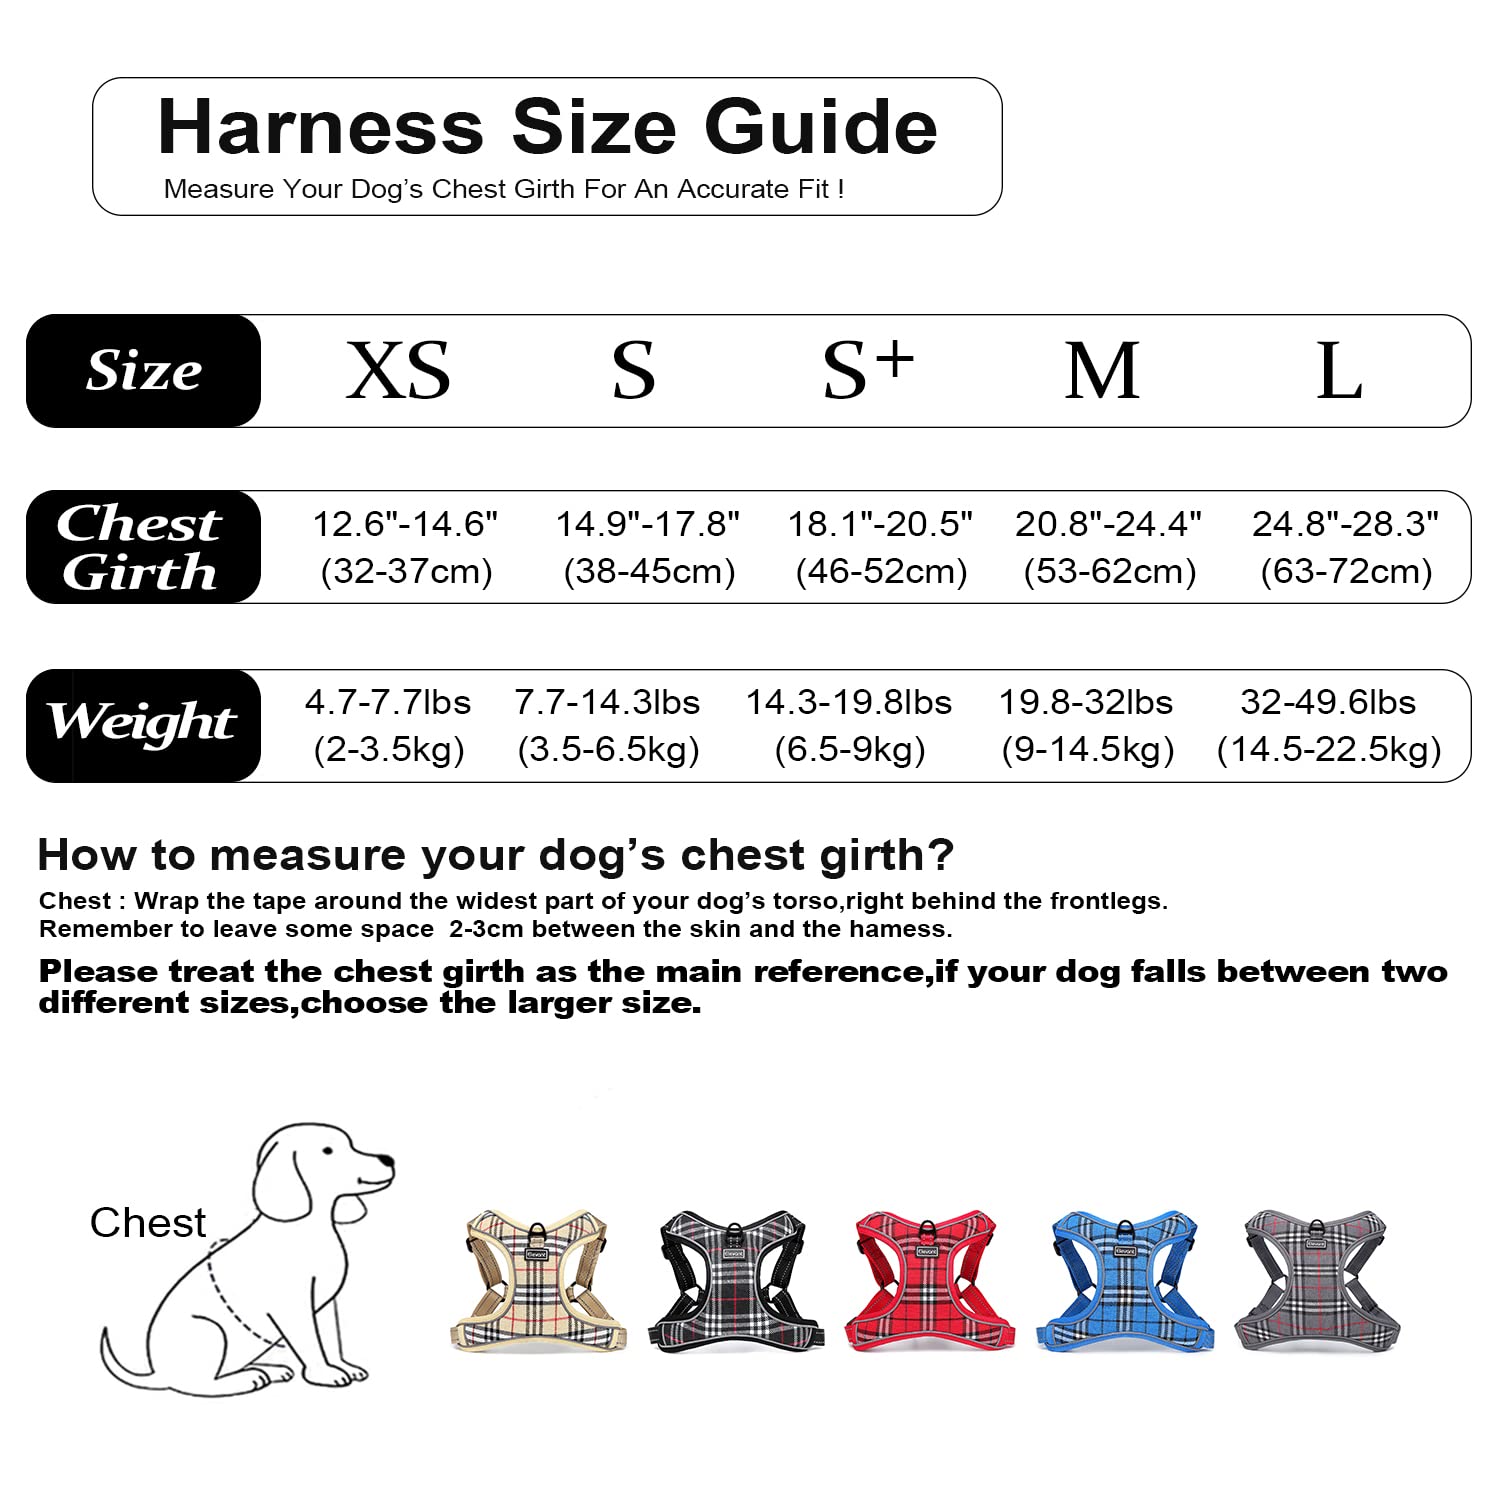 Harness Size Guide
Measure Your Dog’s Chest Girth For An Accurate Fit !
Size XS S S+ M L
Chest Girth
12.6"-14.6" 14.9"-17.8" 18.1"-20.5" 20.8"-24.4" 24.8"-28.3"
(32-37cm) (38-45cm) (46-52cm) (53-62cm) (63-72cm)
Weight
4.7-7.7lbs 7.7-14.3lbs 14.3-19.8lbs 19.8-32lbs 32-49.6lbs
(2-3.5kg) (3.5-6.5kg) (6.5-9kg) (9-14.5kg) (14.5-22.5kg)
How to measure your dog’s chest girth?
Chest : Wrap the tape around the widest part of your dog’s torso,right behind the frontlegs.
Remember to leave some space 2-3cm between the skin and the hamess.
Please treat the chest girth as the main reference,if your dog falls between two
different sizes,choose the larger size.
Chest